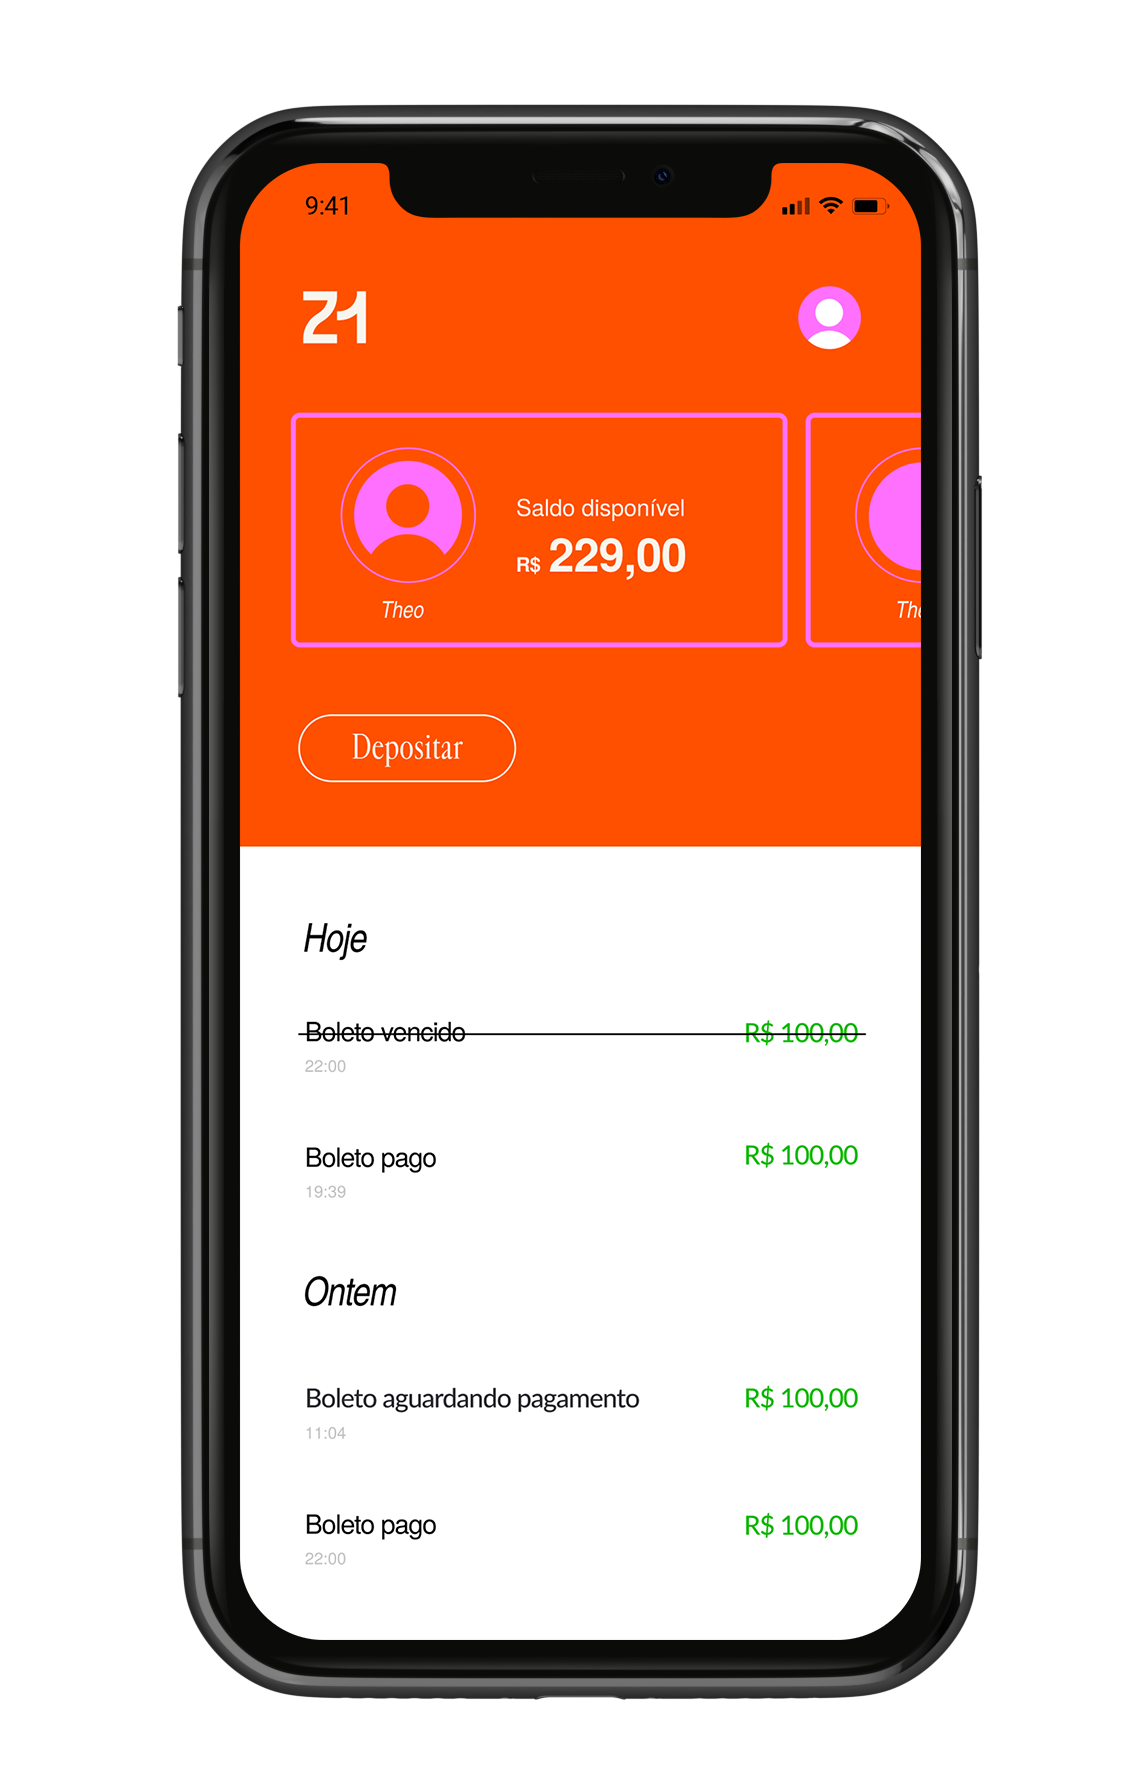 9:41
Z1
Saldo disponível
R$ 229,00
Theo
Depositar
Hoje
Boleto vencido R$ 100,00
22:00
Boleto pago R$ 100,00
19:39
Ontem
Boleto aguardando pagamento R$ 100,00
11:04
Boleto pago R$ 100,00
22:00